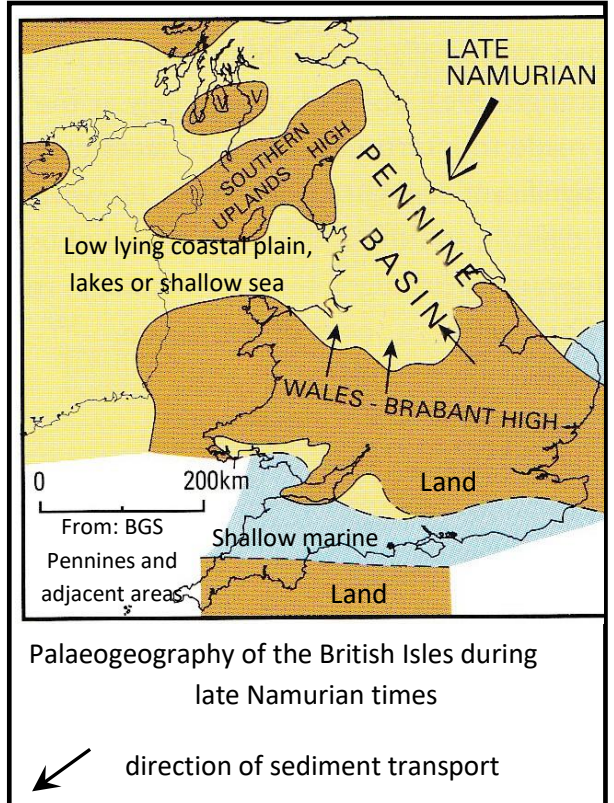 LATE
NAMURIAN
V V V
SOUTHERN
UPLANDS HIGH
PENNINE
BASIN
Low lying coastal plain,
lakes or shallow sea
WALES - BRABANT HIGH
Land
0 200km
From: BGS
Pennines and
adjacent areas
Shallow marine
Land
Palaeogeography of the British Isles during
late Namurian times
direction of sediment transport